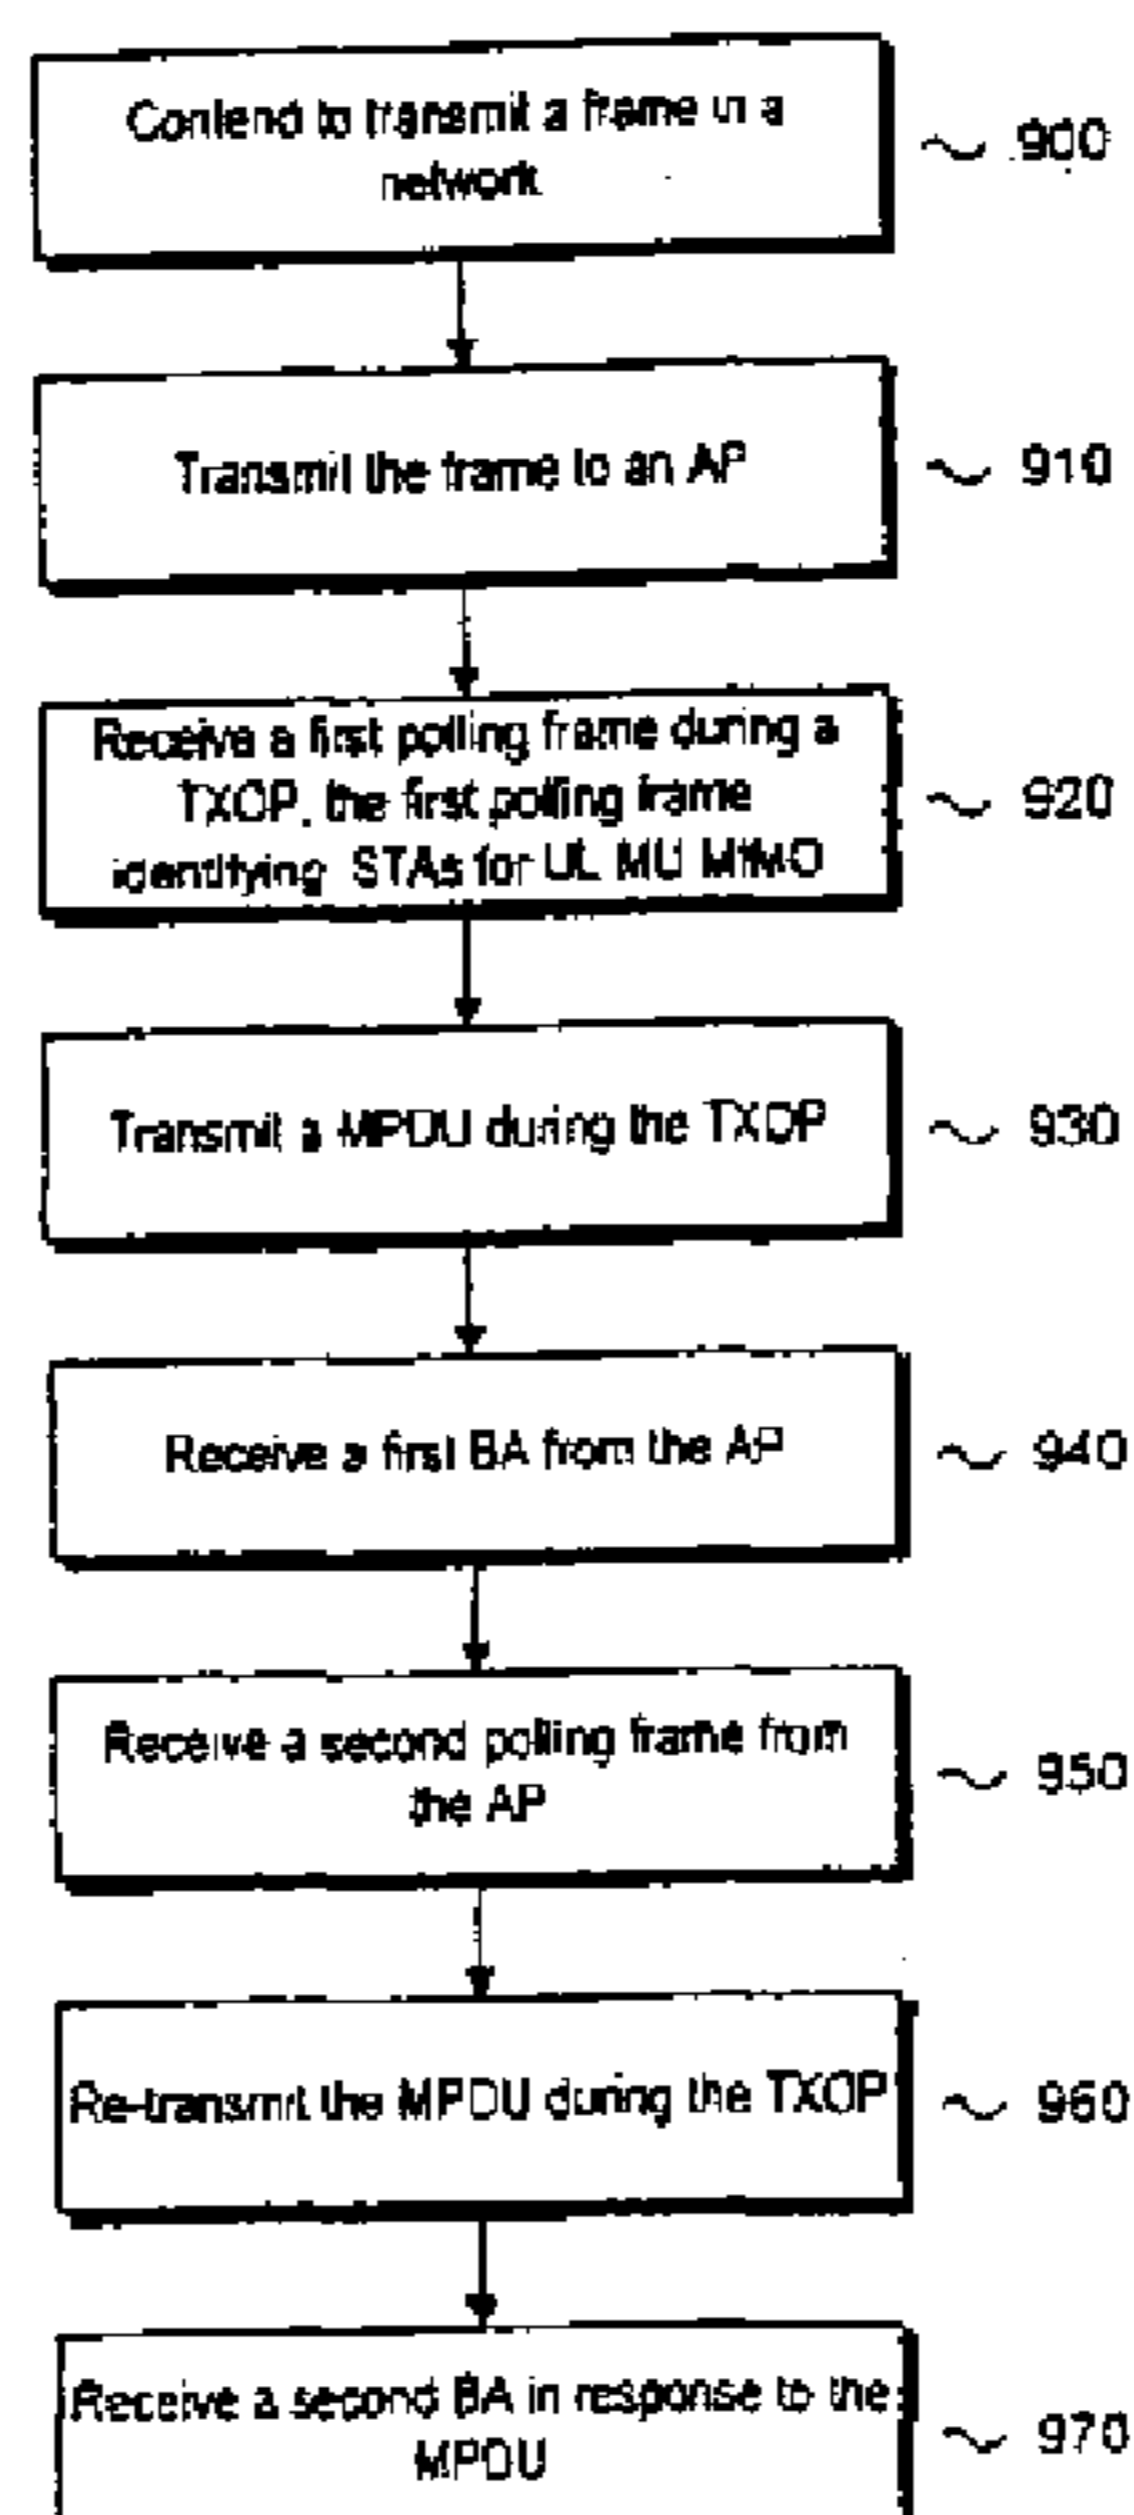 Contend to transmit a frame in a
network
900
Transmit the frame to an AP
910
Receive a first polling frame during a
TXOP, the first polling frame
identifying STAs for UL MU MIMO
920
Transmit a MPDU during the TXOP
930
Receive a first BA from the AP
940
Receive a second polling frame from
the AP
950
Re-transmit the MPDU during the TXOP
960
Receive a second BA in response to the
MPDU
970